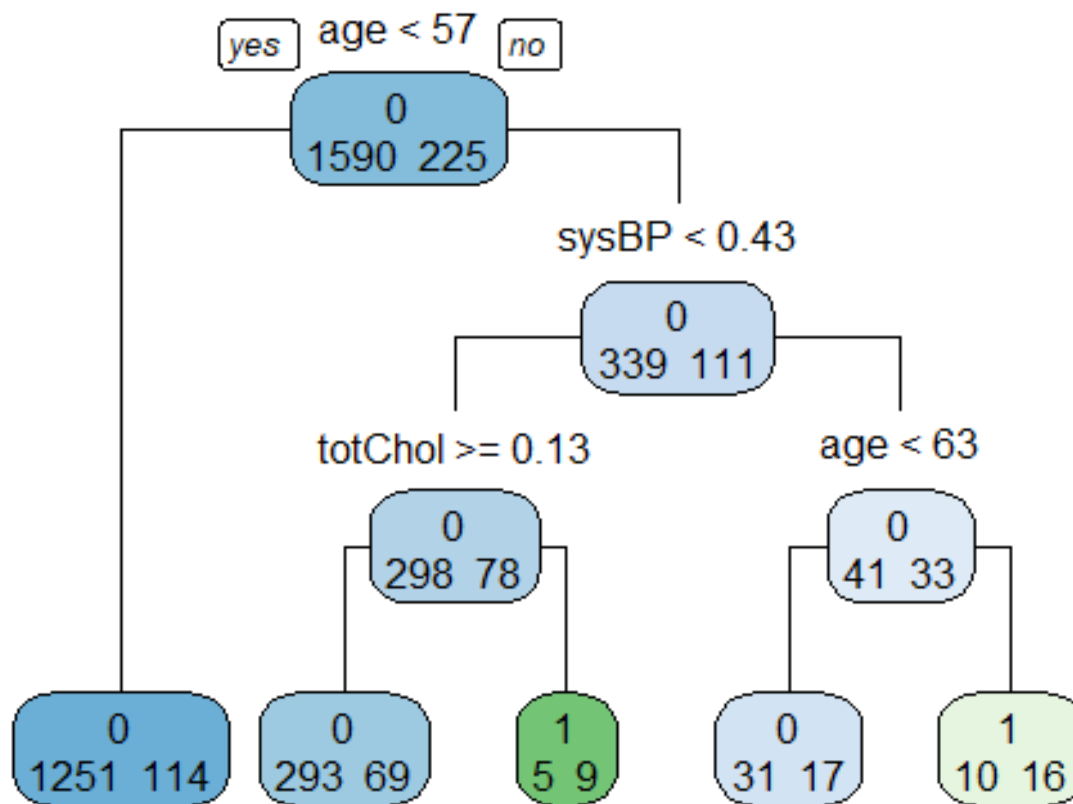 yes age < 57 no
0
1590 225
sysBP < 0.43
0
339 111
totChol >= 0.13 age < 63
0 0
298 78 41 33
0 0 1 0 1
1251 114 293 69 5 9 31 17 10 16